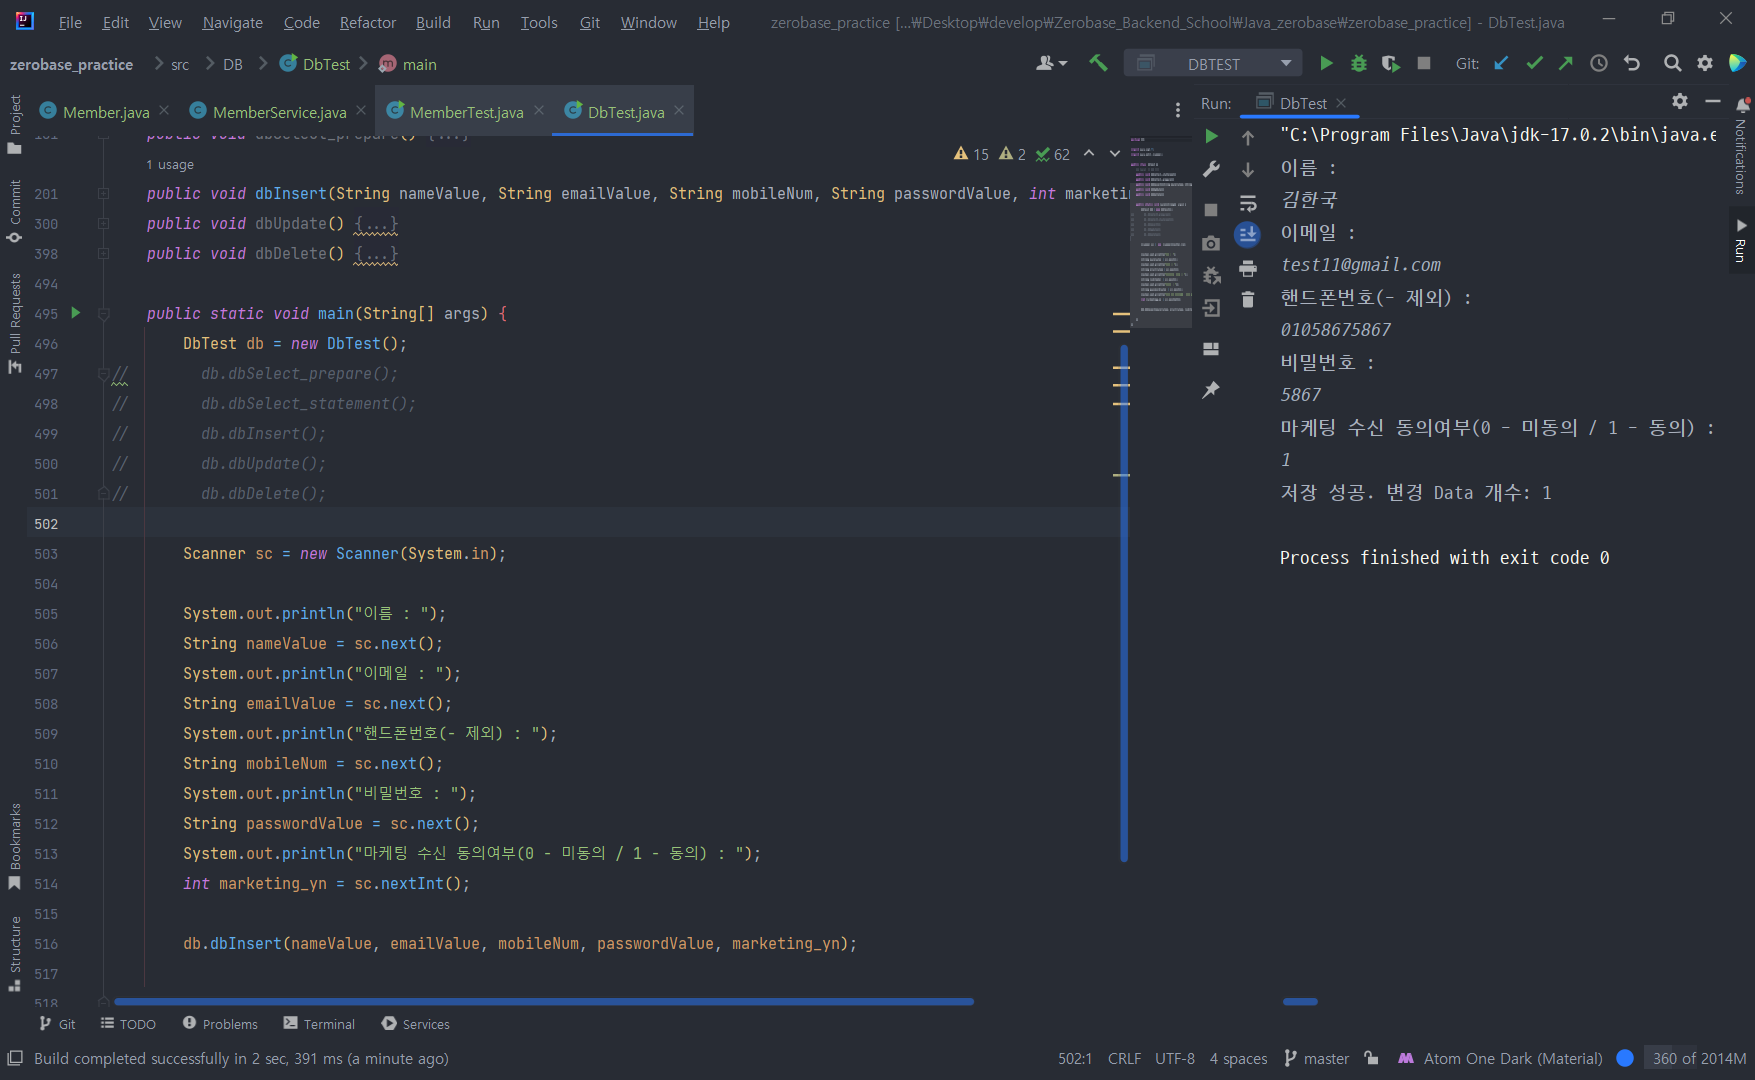 File Edit View Navigate Code Refactor Build Run Tools Git Window Help zerobase_practice [...₩Desktop₩develop₩Zerobase_Backend_School₩Java_zerobase₩zerobase_practice] - DbTest.java
zerobase_practice src DB DbTest main
DBTEST Git:
Project
Commit
Pull Requests
Bookmarks
Structure
Member.java MemberService.java MemberTest.java DbTest.java
15 2 62
1 usage
201 public void dbInsert(String nameValue, String emailValue, String mobileNum, String passwordValue, int marketin
300 public void dbUpdate() {...}
398 public void dbDelete() {...}
494
495 public static void main(String[] args) {
496 DbTest db = new DbTest();
497 // db.dbSelect_prepare();
498 // db.dbSelect_statement();
499 // db.dbInsert();
500 // db.dbUpdate();
501 // db.dbDelete();
502
503 Scanner sc = new Scanner(System.in);
504
505 System.out.println("이름 : ");
506 String nameValue = sc.next();
507 System.out.println("이메일 : ");
508 String emailValue = sc.next();
509 System.out.println("핸드폰번호(- 제외) : ");
510 String mobileNum = sc.next();
511 System.out.println("비밀번호 : ");
512 String passwordValue = sc.next();
513 System.out.println("마케팅 수신 동의여부(0 - 미동의 / 1 - 동의) : ");
514 int marketing_yn = sc.nextInt();
515
516 db.dbInsert(nameValue, emailValue, mobileNum, passwordValue, marketing_yn);
517
518
Run: DbTest
"C:\Program Files\Java\jdk-17.0.2\bin\java.e
이름 :
김한국
이메일 :
test11@gmail.com
핸드폰번호(- 제외) :
01058675867
비밀번호 :
5867
마케팅 수신 동의여부(0 - 미동의 / 1 - 동의) :
1
저장 성공. 변경 Data 개수: 1
Process finished with exit code 0
Notifications
Run
Git TODO Problems Terminal Services
Build completed successfully in 2 sec, 391 ms (a minute ago) 502:1 CRLF UTF-8 4 spaces master Atom One Dark (Material) 360 of 2014M